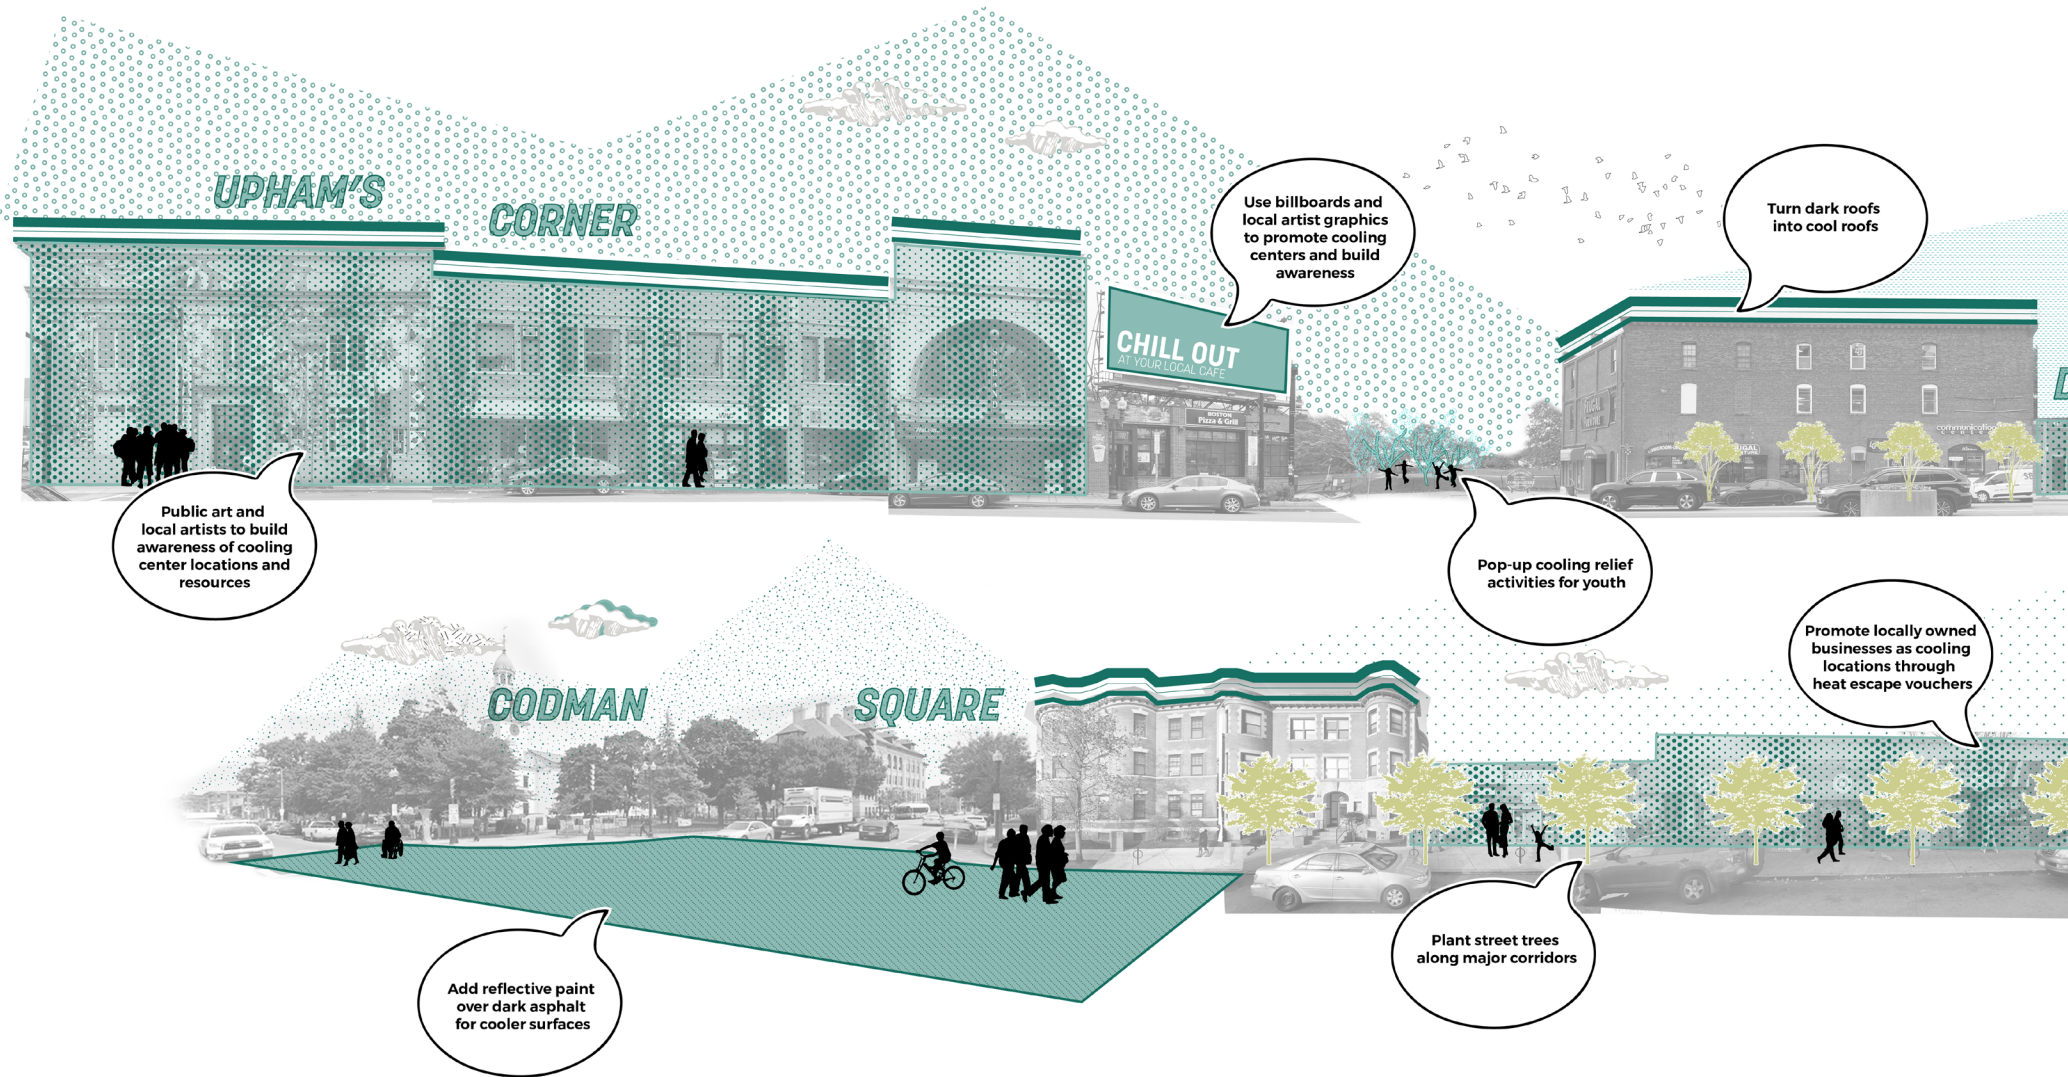 UPHAM'S
CORNER
Use billboards and
local artist graphics
to promote cooling
centers and build
awareness
Turn dark roofs
into cool roofs
CHILL OUT
AT YOUR LOCAL CAFE
BOSTON
Pizza & Grill
communication
Public art and
local artists to build
awareness of cooling
center locations and
resources
Pop-up cooling relief
activities for youth
Promote locally owned
businesses as cooling
locations through
heat escape vouchers
CODMAN
SQUARE
Plant street trees
along major corridors
Add reflective paint
over dark asphalt
for cooler surfaces